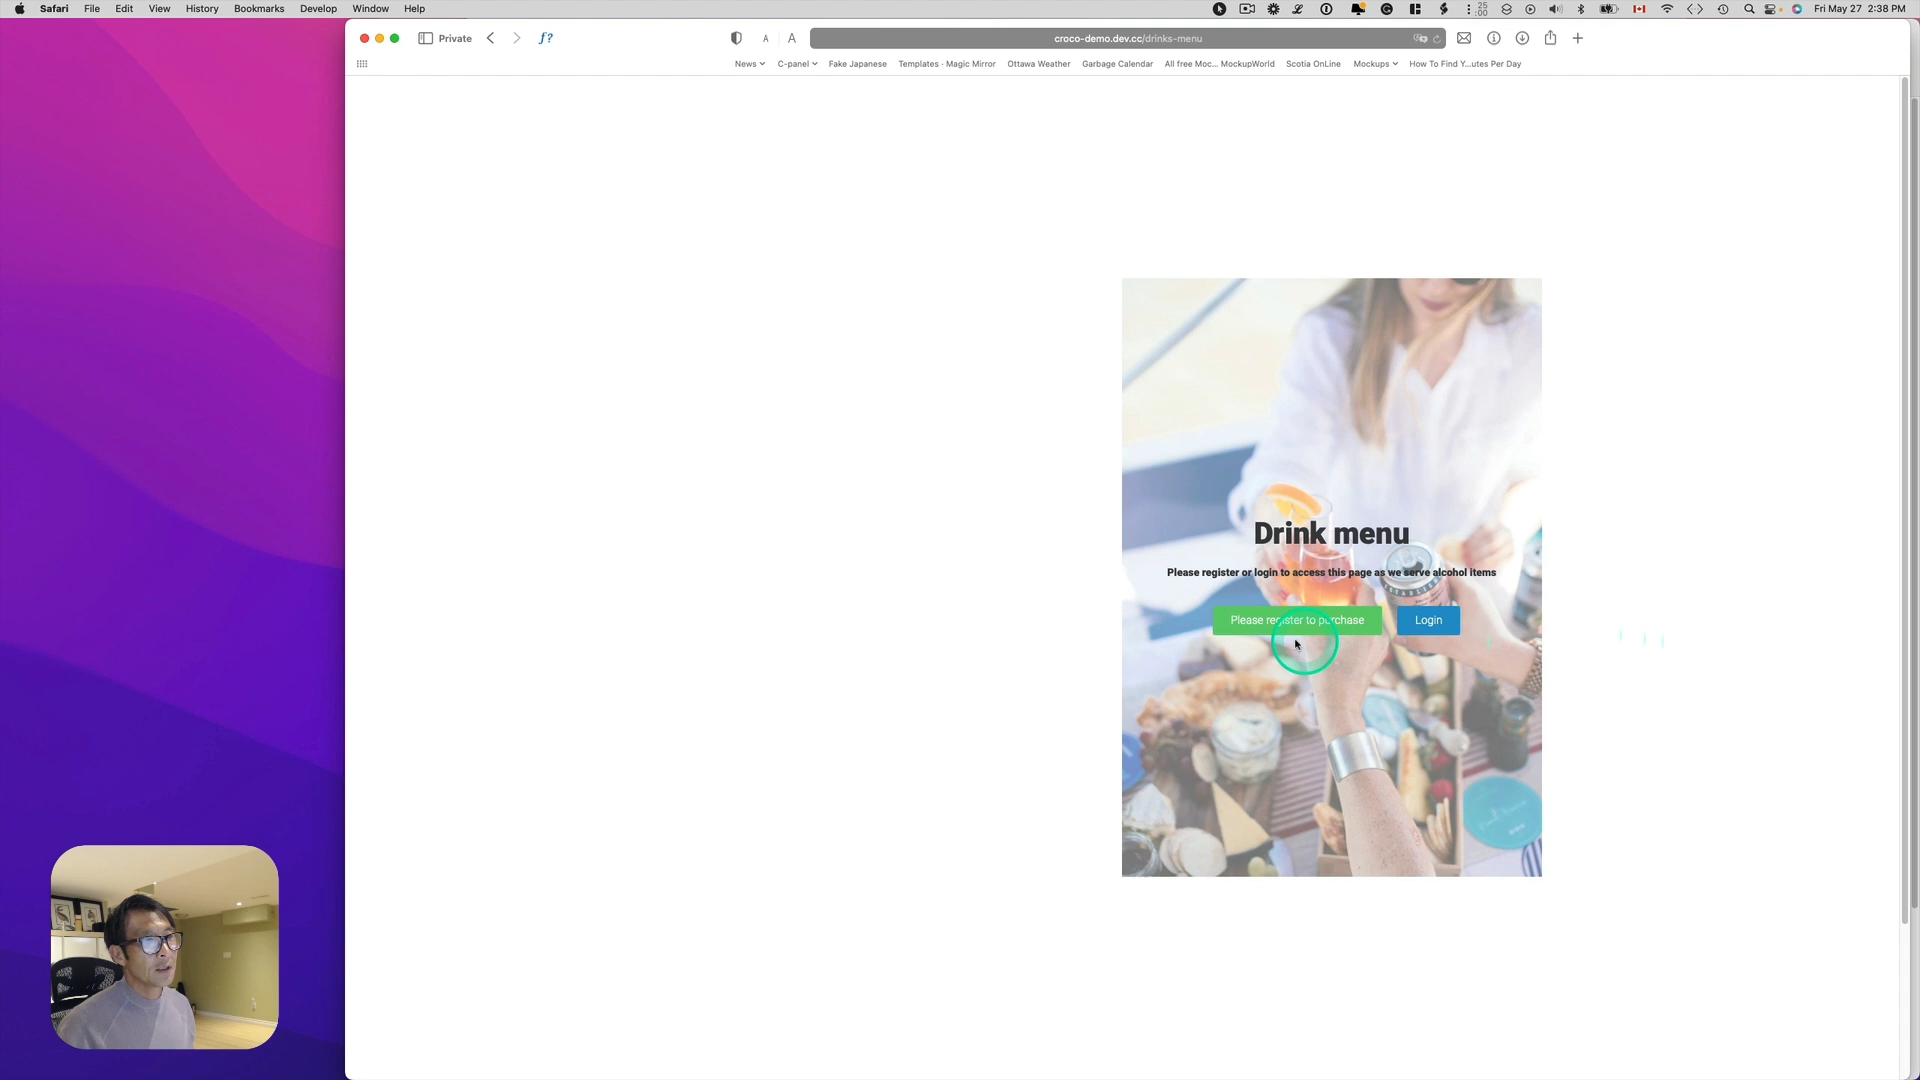 Safari File Edit View History Bookmarks Develop Window Help 25 :00 Fri May 27 2:38 PM
Private f? A A croco-demo.dev.cc/drinks-menu
News C-panel Fake Japanese Templates - Magic Mirror Ottawa Weather Garbage Calendar All free Moc... MockupWorld Scotia OnLine Mockups How To Find Y...utes Per Day
Drink menu
Please register or login to access this page as we serve alcohol items
Please register to purchase Login